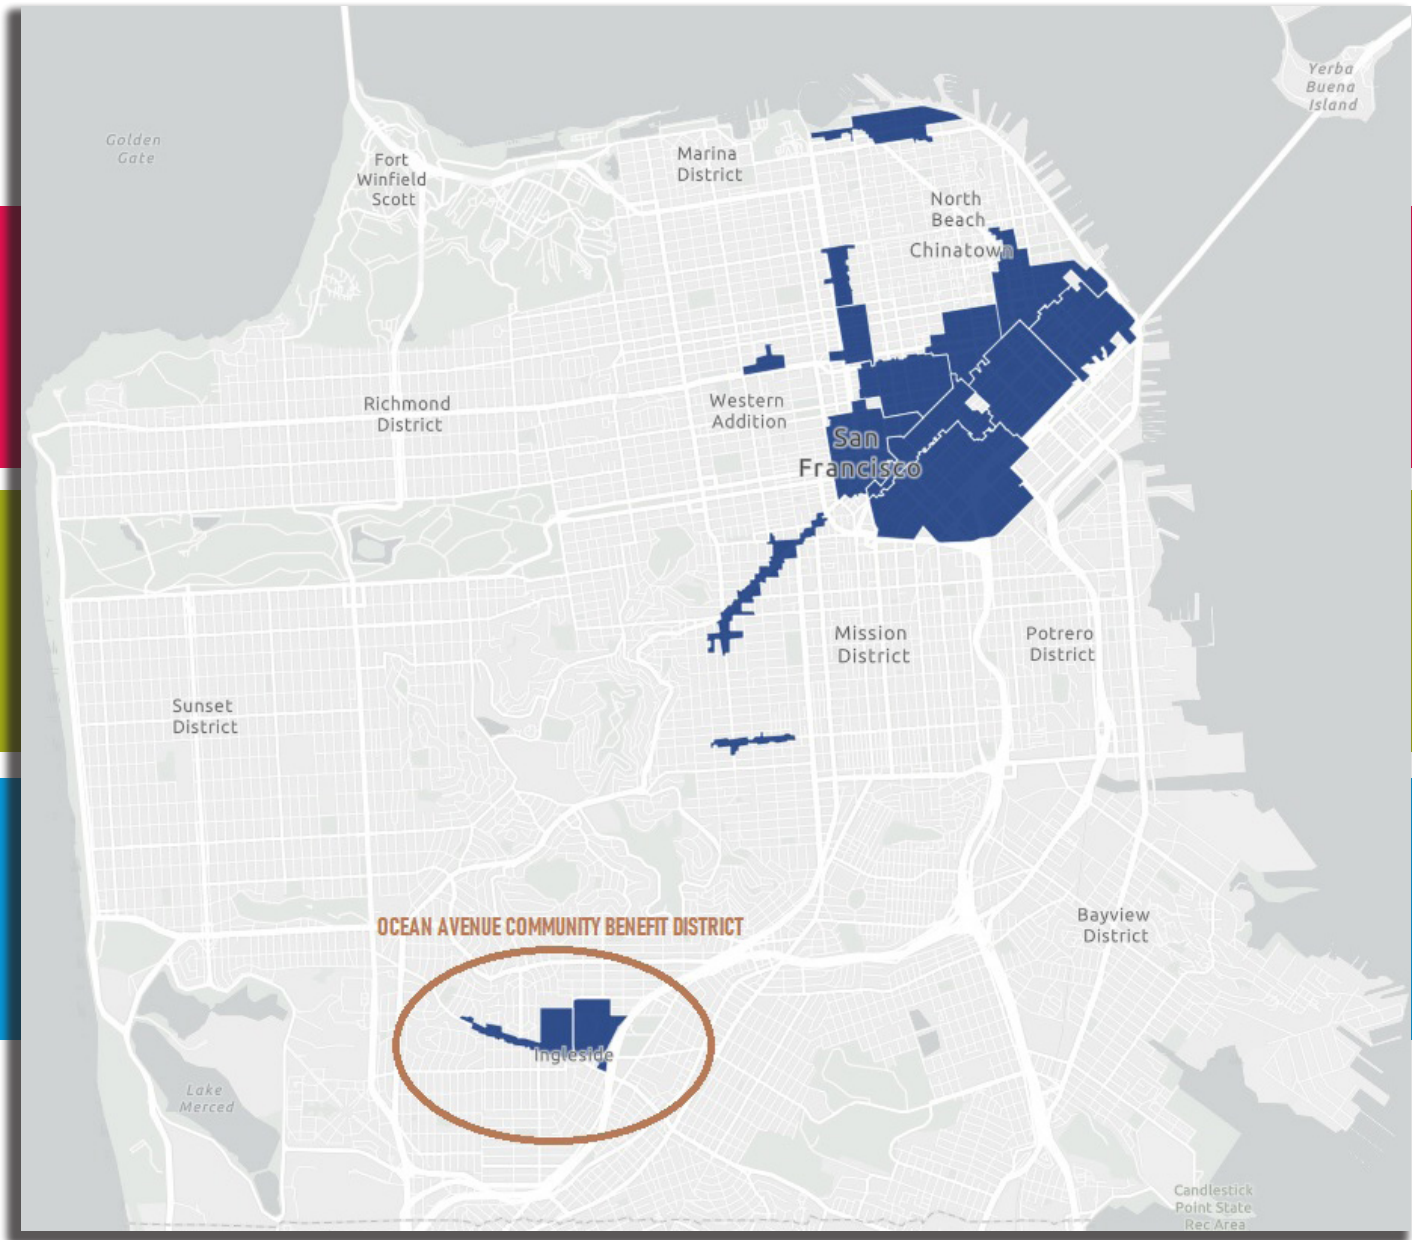 Yerba
Buena
Island
Golden
Gate
Fort
Winfield
Scott
Marina
District
North
Beach
Chinatown
Richmond
District
Western
Addition
San
Francisco
Mission
District
Potrero
District
Sunset
District
Bayview
District
OCEAN AVENUE COMMUNITY BENEFIT DISTRICT
Ingleside
Lake
Merced
Candlestick
Point State
Rec Area